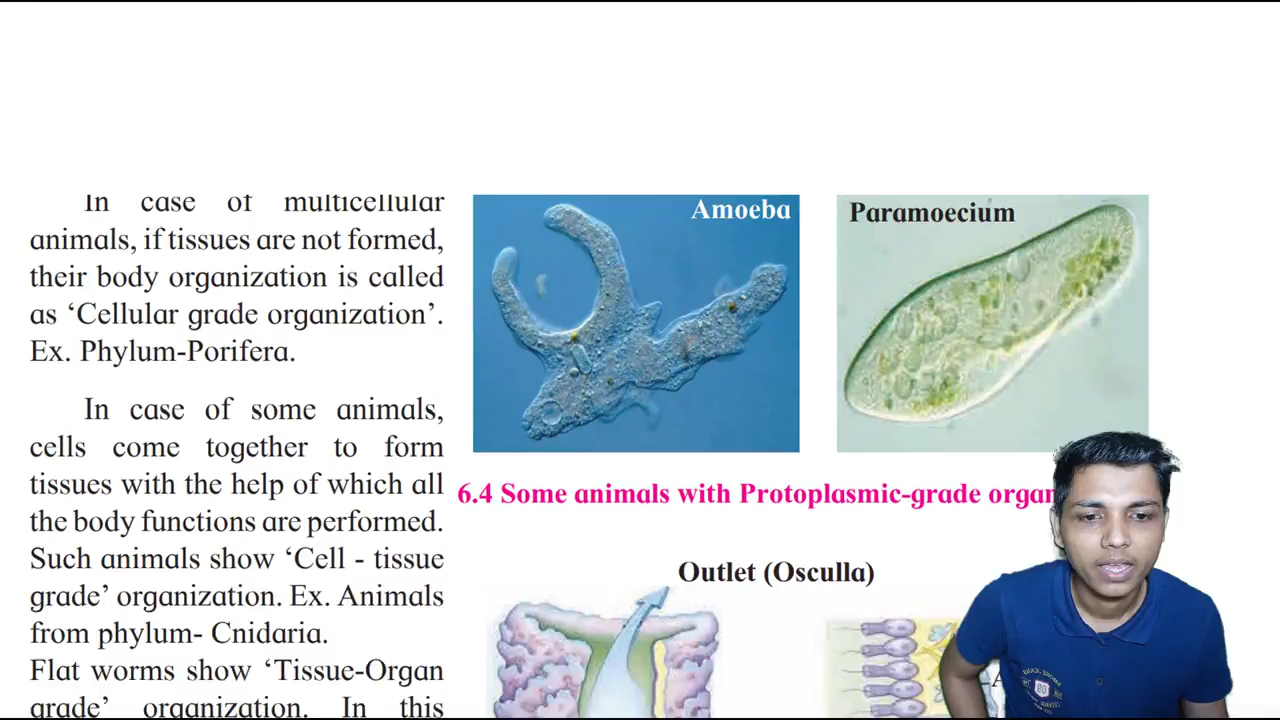 In case of multicellular
animals, if tissues are not formed,
their body organization is called
as ‘Cellular grade organization’.
Ex. Phylum-Porifera.
In case of some animals,
cells come together to form
tissues with the help of which all
the body functions are performed.
Such animals show ‘Cell - tissue
grade’ organization. Ex. Animals
from phylum- Cnidaria.
Flat worms show ‘Tissue-Organ
grade’ organization. In this
Amoeba
Paramoecium
6.4 Some animals with Protoplasmic-grade organ
Outlet (Osculla)